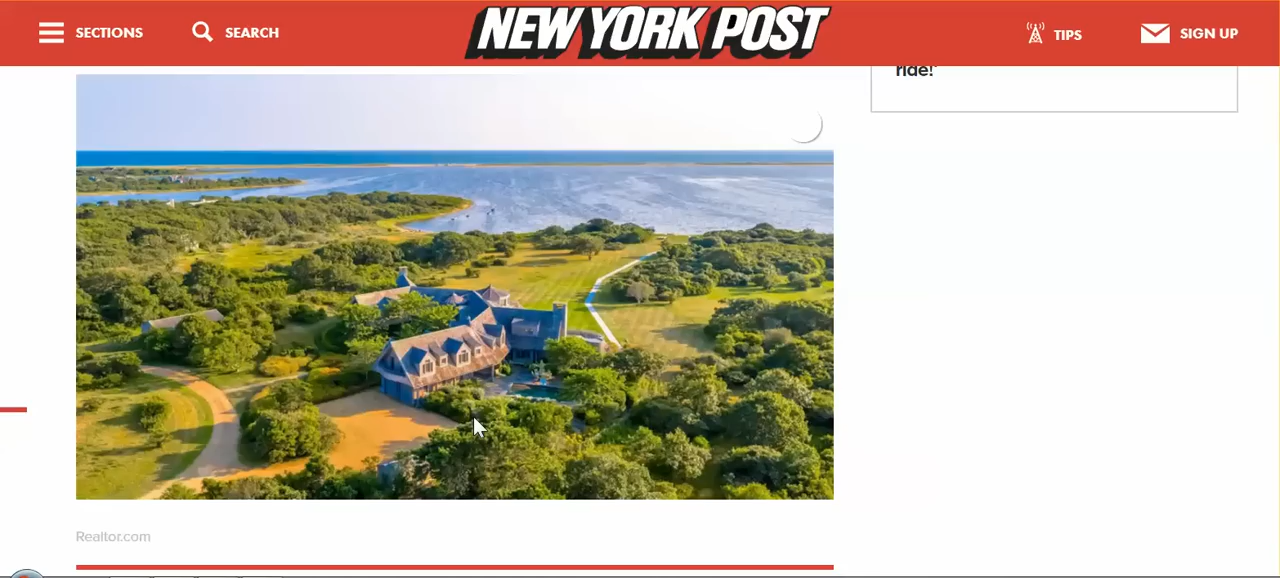 SECTIONS
SEARCH
NEW YORK POST
TIPS
SIGN UP
ride!'
Realtor.com